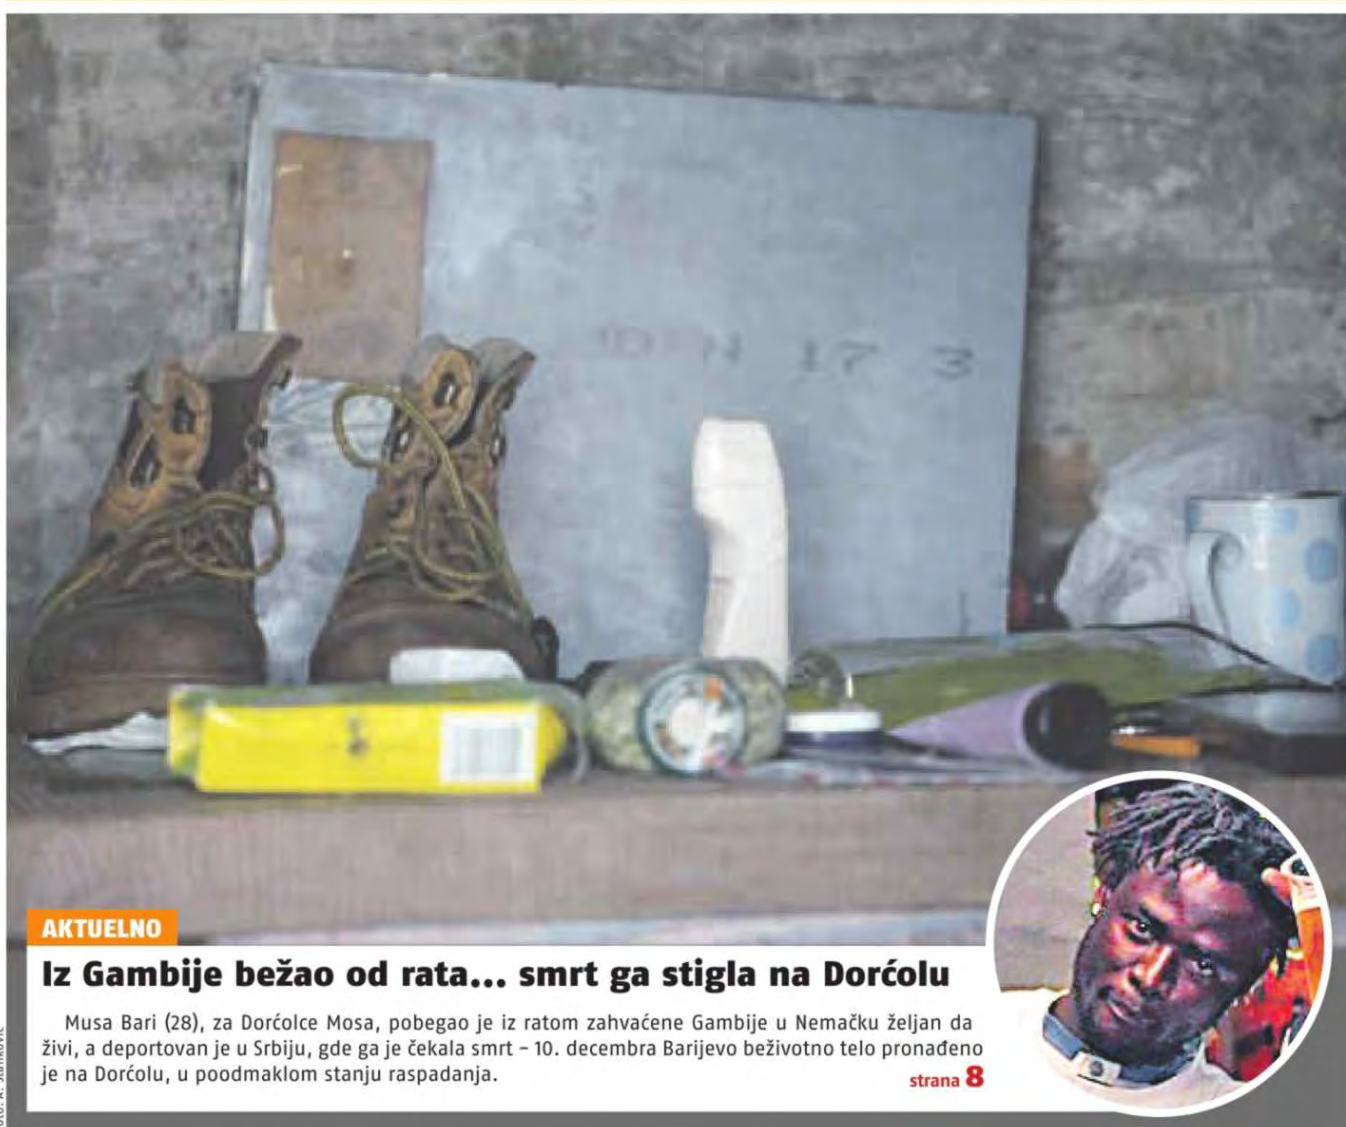 17 3
AKTUELNO
Iz Gambije bežao od rata... smrt ga stigla na Dorćolu
Musa Bari (28), za Dorćolce Mosa, pobegao je iz ratom zahvaćene Gambije u Nemačku željan da
živi, a deportovan je u Srbiju, gde ga je čekala smrt – 10. decembra Barijevo beživotno telo pronađeno
je na Dorćolu, u poodmaklom stanju raspadanja.
strana 8